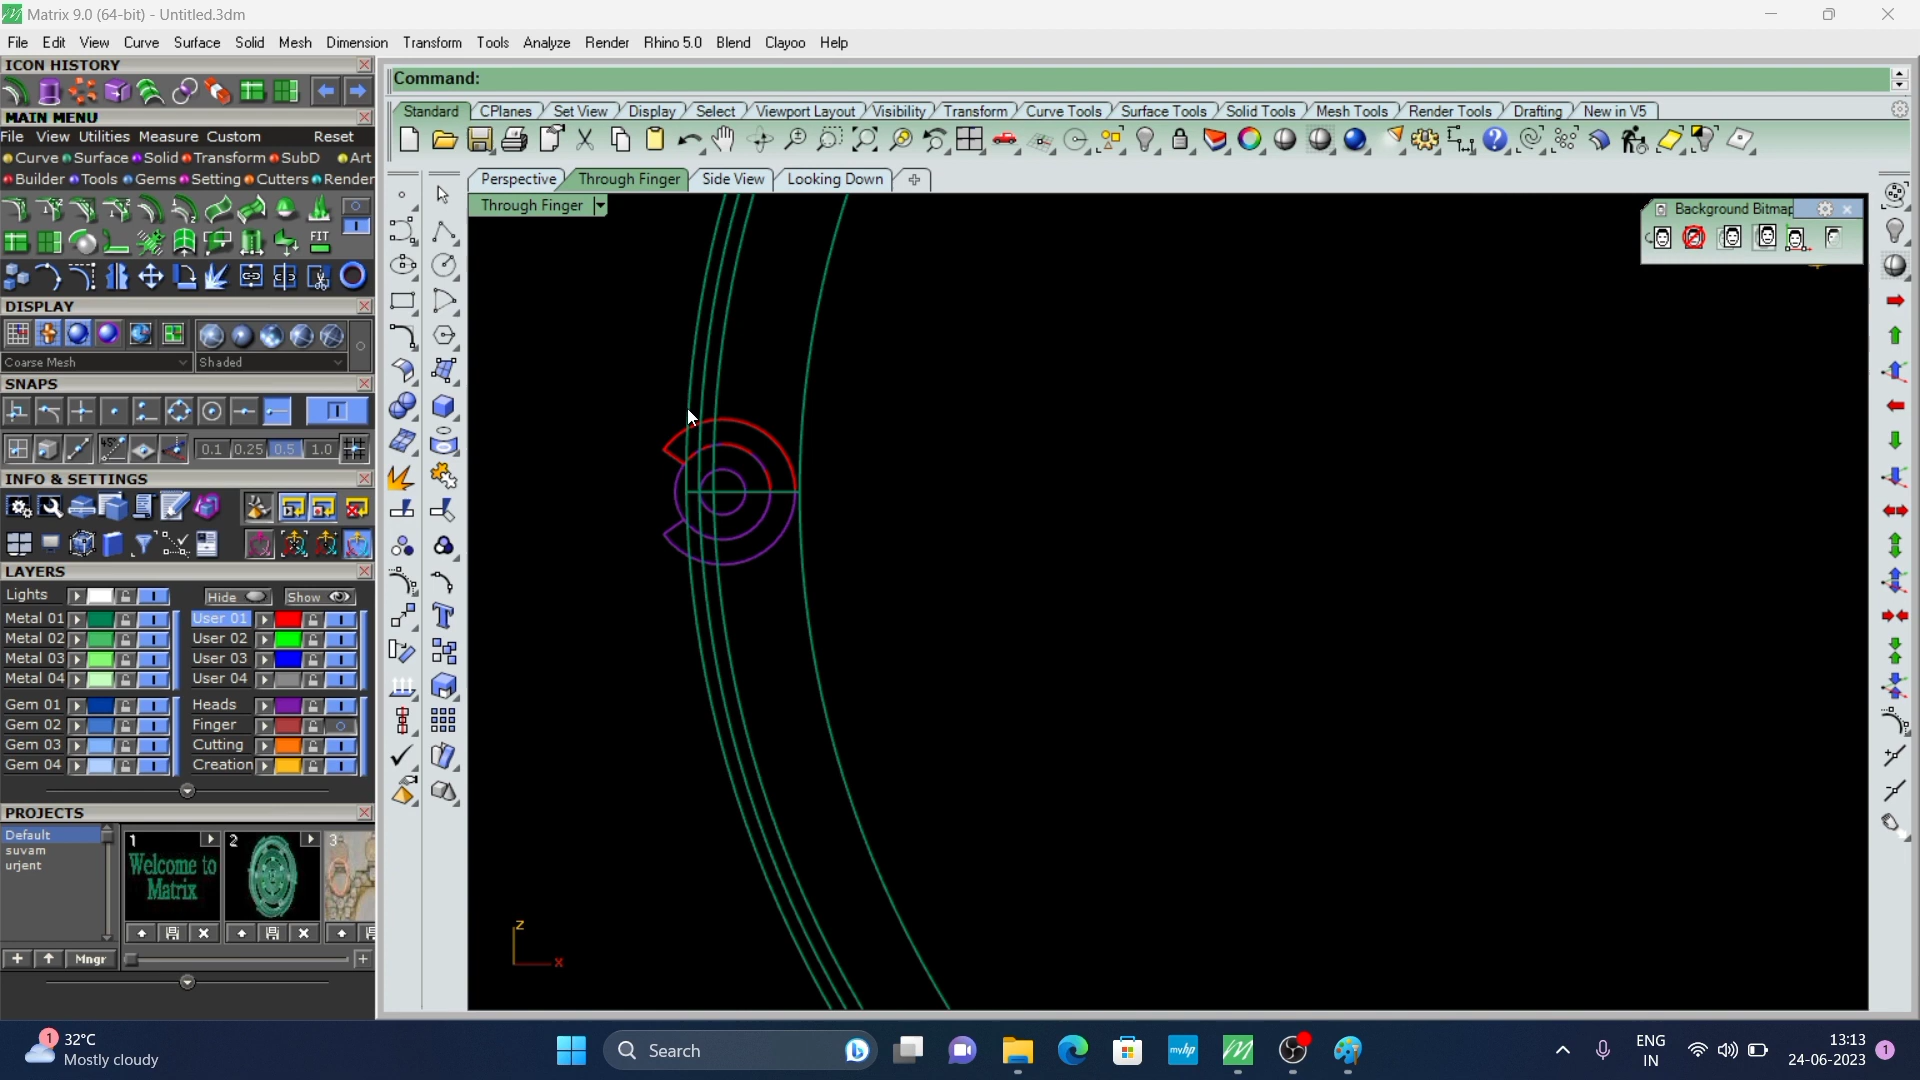 Matrix 9.0 (64-bit) - Untitled.3dm
File Edit View Curve Surface Solid Mesh Dimension Transform Tools Analyze Render Rhino 5.0 Blend Clayoo Help
ICON HISTORY
Command:
MAIN MENU
Standard CPlanes Set View Display Select Viewport Layout Visibility Transform Curve Tools Surface Tools Solid Tools Mesh Tools Render Tools Drafting New in V5
File View Utilities Measure Custom Reset
Curve Surface Solid Transform SubD Art
Builder Tools Gems Setting Cutters Render
Perspective Through Finger Side View Looking Down
Through Finger
Background Bitmap
FIT
DISPLAY
Coarse Mesh Shaded
SNAPS
45°
0.1 0.25 0.5 1.0
INFO & SETTINGS
LAYERS
Lights Hide Show
Metal 01 User 01
Metal 02 User 02
Metal 03 User 03
Metal 04 User 04
Gem 01 Heads
Gem 02 Finger
Gem 03 Cutting
Gem 04 Creation
PROJECTS
Default
suvam
urjent
1 2 3
Welcome to
Matrix
Mngr
z
x
1
32°C
Mostly cloudy
Search
myhp
ENG
IN
13:13
24-06-2023
1